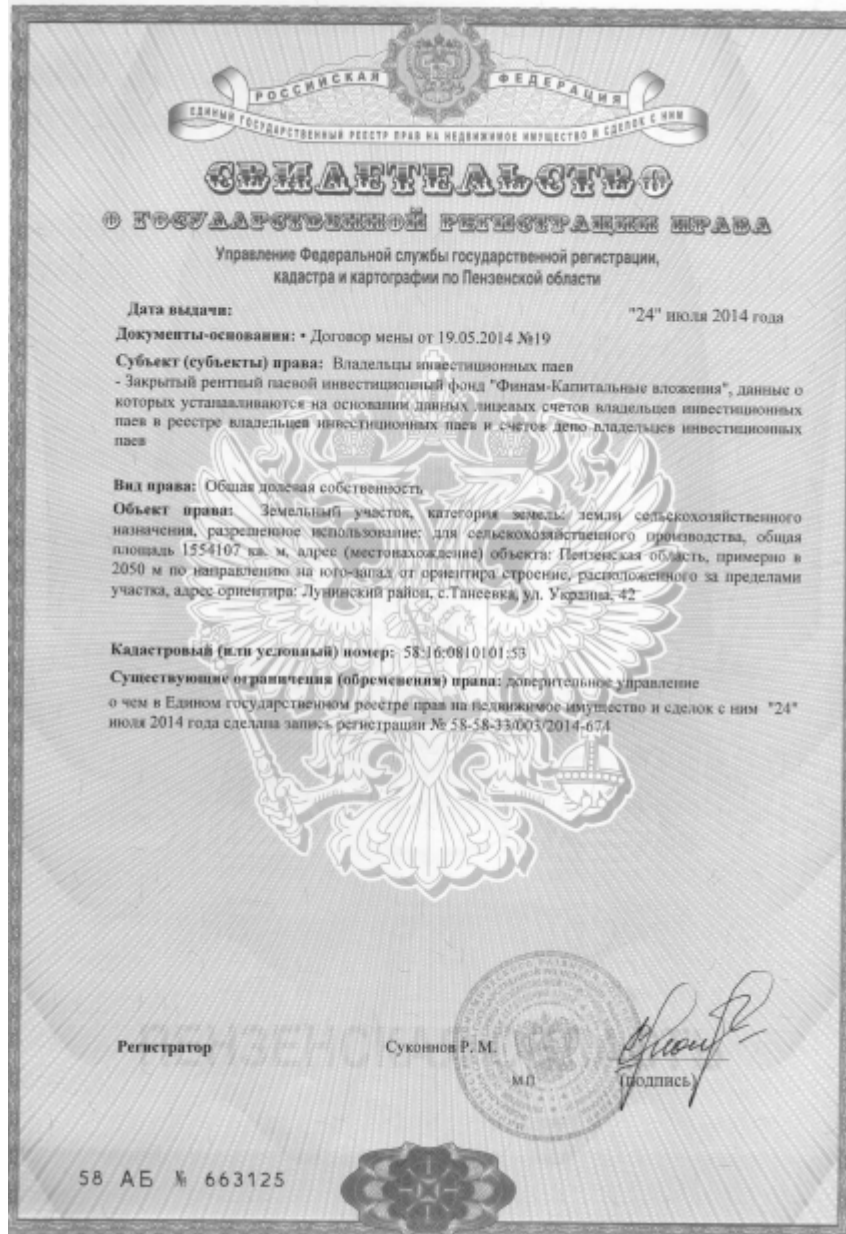 РОССИЙСКАЯ ФЕДЕРАЦИЯ
ЕДИНЫЙ ГОСУДАРСТВЕННЫЙ РЕЕСТР ПРАВ НА НЕДВИЖИМОЕ ИМУЩЕСТВО И СДЕЛОК С НИМ
СВИДЕТЕЛЬСТВО
О ГОСУДАРСТВЕННОЙ РЕГИСТРАЦИИ ПРАВА
Управление Федеральной службы государственной регистрации,
кадастра и картографии по Пензенской области
Дата выдачи: "24" июля 2014 года
Документы-основания: • Договор мены от 19.05.2014 №19
Субъект (субъекты) права: Владельцы инвестиционных паев
- Закрытый рентный паевой инвестиционный фонд "Финам-Капитальные вложения", данные о
которых устанавливаются на основании данных лицевых счетов владельцев инвестиционных
паев в реестре владельцев инвестиционных паев и счетов депо владельцев инвестиционных
паев
Вид права: Общая долевая собственность
Объект права: Земельный участок, категория земель: земли сельскохозяйственного
назначения, разрешенное использование: для сельскохозяйственного производства, общая
площадь 1554107 кв. м, адрес (местонахождение) объекта: Пензенская область, примерно в
2050 м по направлению на юго-запад от ориентира строение, расположенного за пределами
участка, адрес ориентира: Лунинский район, с.Танеевка, ул. Украина, 42
Кадастровый (или условный) номер: 58:16:0810101:53
Существующие ограничения (обременения) права: доверительное управление
о чем в Едином государственном реестре прав на недвижимое имущество и сделок с ним "24"
июля 2014 года сделана запись регистрации № 58-58-33/003/2014-674
Регистратор Суконнов Р. М.
М.П. (подпись)
58 АБ № 663125